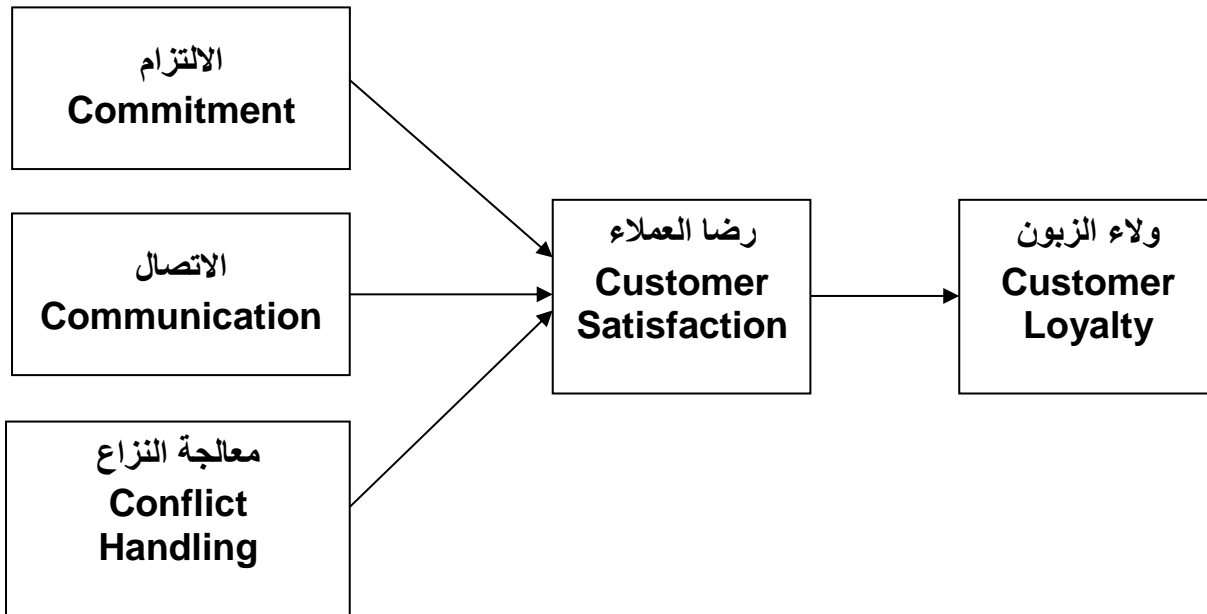 الالتزام
Commitment
الاتصال
Communication
معالجة النزاع
Conflict
Handling
رضا العملاء
Customer
Satisfaction
ولاء الزبون
Customer
Loyalty